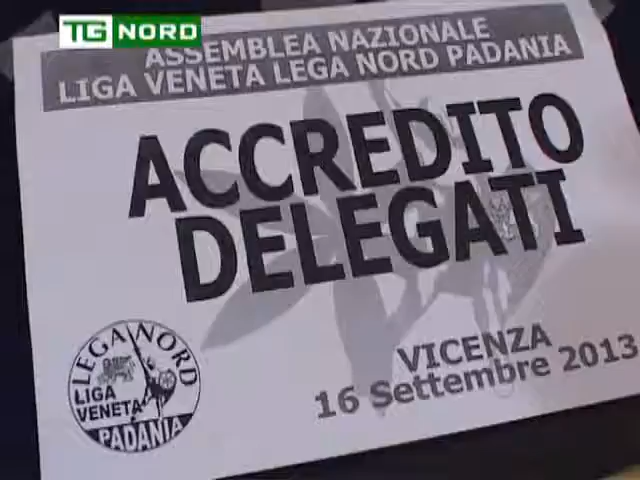 TG NORD
ASSEMBLEA NAZIONALE
LIGA VENETA LEGA NORD PADANIA
ACCREDITO
DELEGATI
VICENZA
16 Settembre 2013
LEGA NORD
LIGA
VENETA
PADANIA